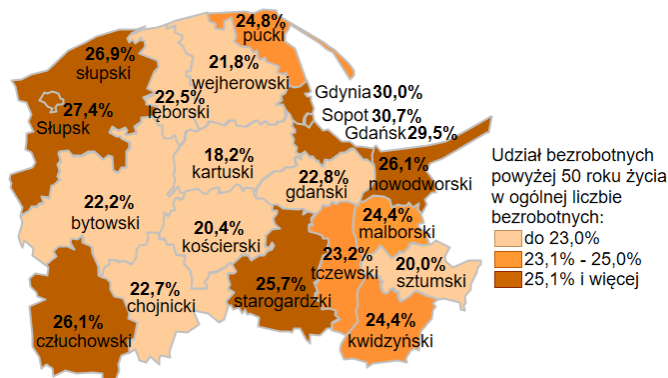 24,8%
pucki
26,9%
słupski
21,8%
wejherowski
Gdynia 30,0%
27,4%
Słupsk
22,5%
lęborski
Sopot 30,7%
Gdańsk 29,5%
18,2%
kartuski
22,8%
gdański
26,1%
nowodworski
22,2%
bytowski
20,4%
kościerski
24,4%
malborski
23,2%
tczewski
20,0%
sztumski
25,7%
starogardzki
22,7%
chojnicki
26,1%
człuchowski
24,4%
kwidzyński
Udział bezrobotnych
powyżej 50 roku życia
w ogólnej liczbie
bezrobotnych:
do 23,0%
23,1% - 25,0%
25,1% i więcej